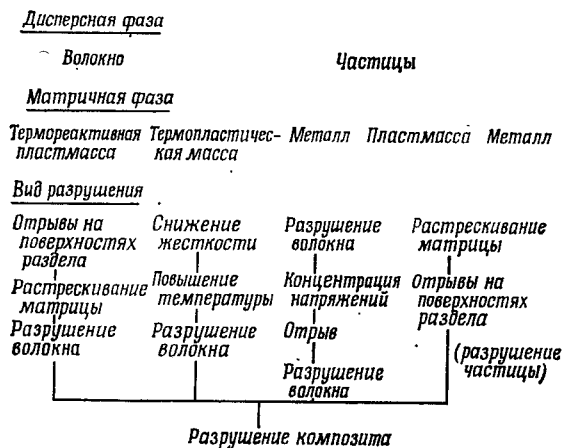 Дисперсная фаза
Волокно Частицы
Матричная фаза
Термореактивная Термопластичес- Металл Пластмасса Металл
пластмасса кая масса
Вид разрушения
Отрывы на Снижение Разрушение Растрескивание
поверхностях жесткости волокна матрицы
раздела
Растрескивание Повышение Концентрация Отрывы на
матрицы температуры напряжений поверхностях
раздела
Разрушение Разрушение Отрыв
волокна волокна (разрушение
частицы)
Разрушение
волокна
Разрушение композита